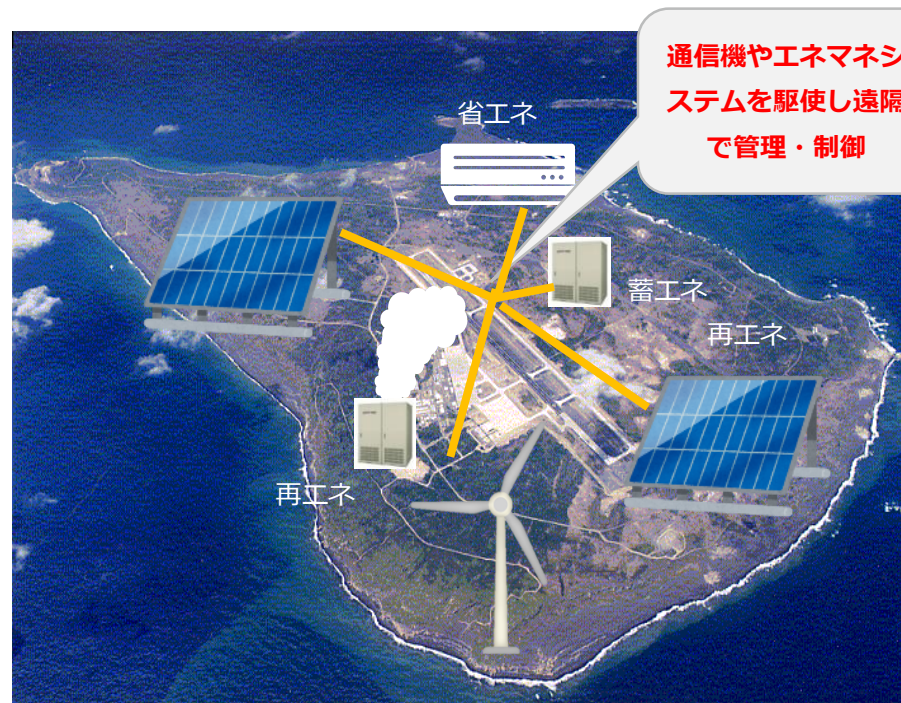 通信機やエネマネシ
ステムを駆使し遠隔
で管理・制御
省エネ
蓄エネ
再エネ
再エネ